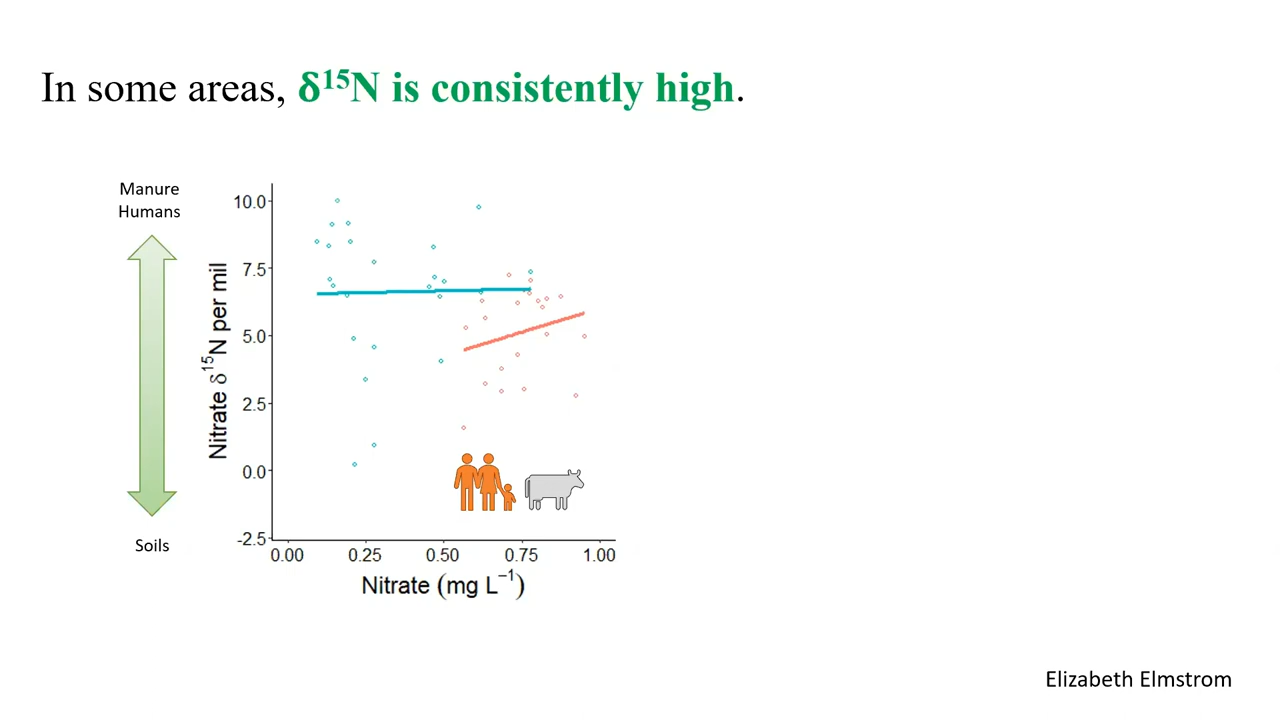 In some areas, δ¹⁵N is consistently high.
Manure
Humans
Soils
Nitrate δ¹⁵N per mil
10.0
7.5
5.0
2.5
0.0
-2.5
0.00 0.25 0.50 0.75 1.00
Nitrate (mg L⁻¹)
Elizabeth Elmstrom